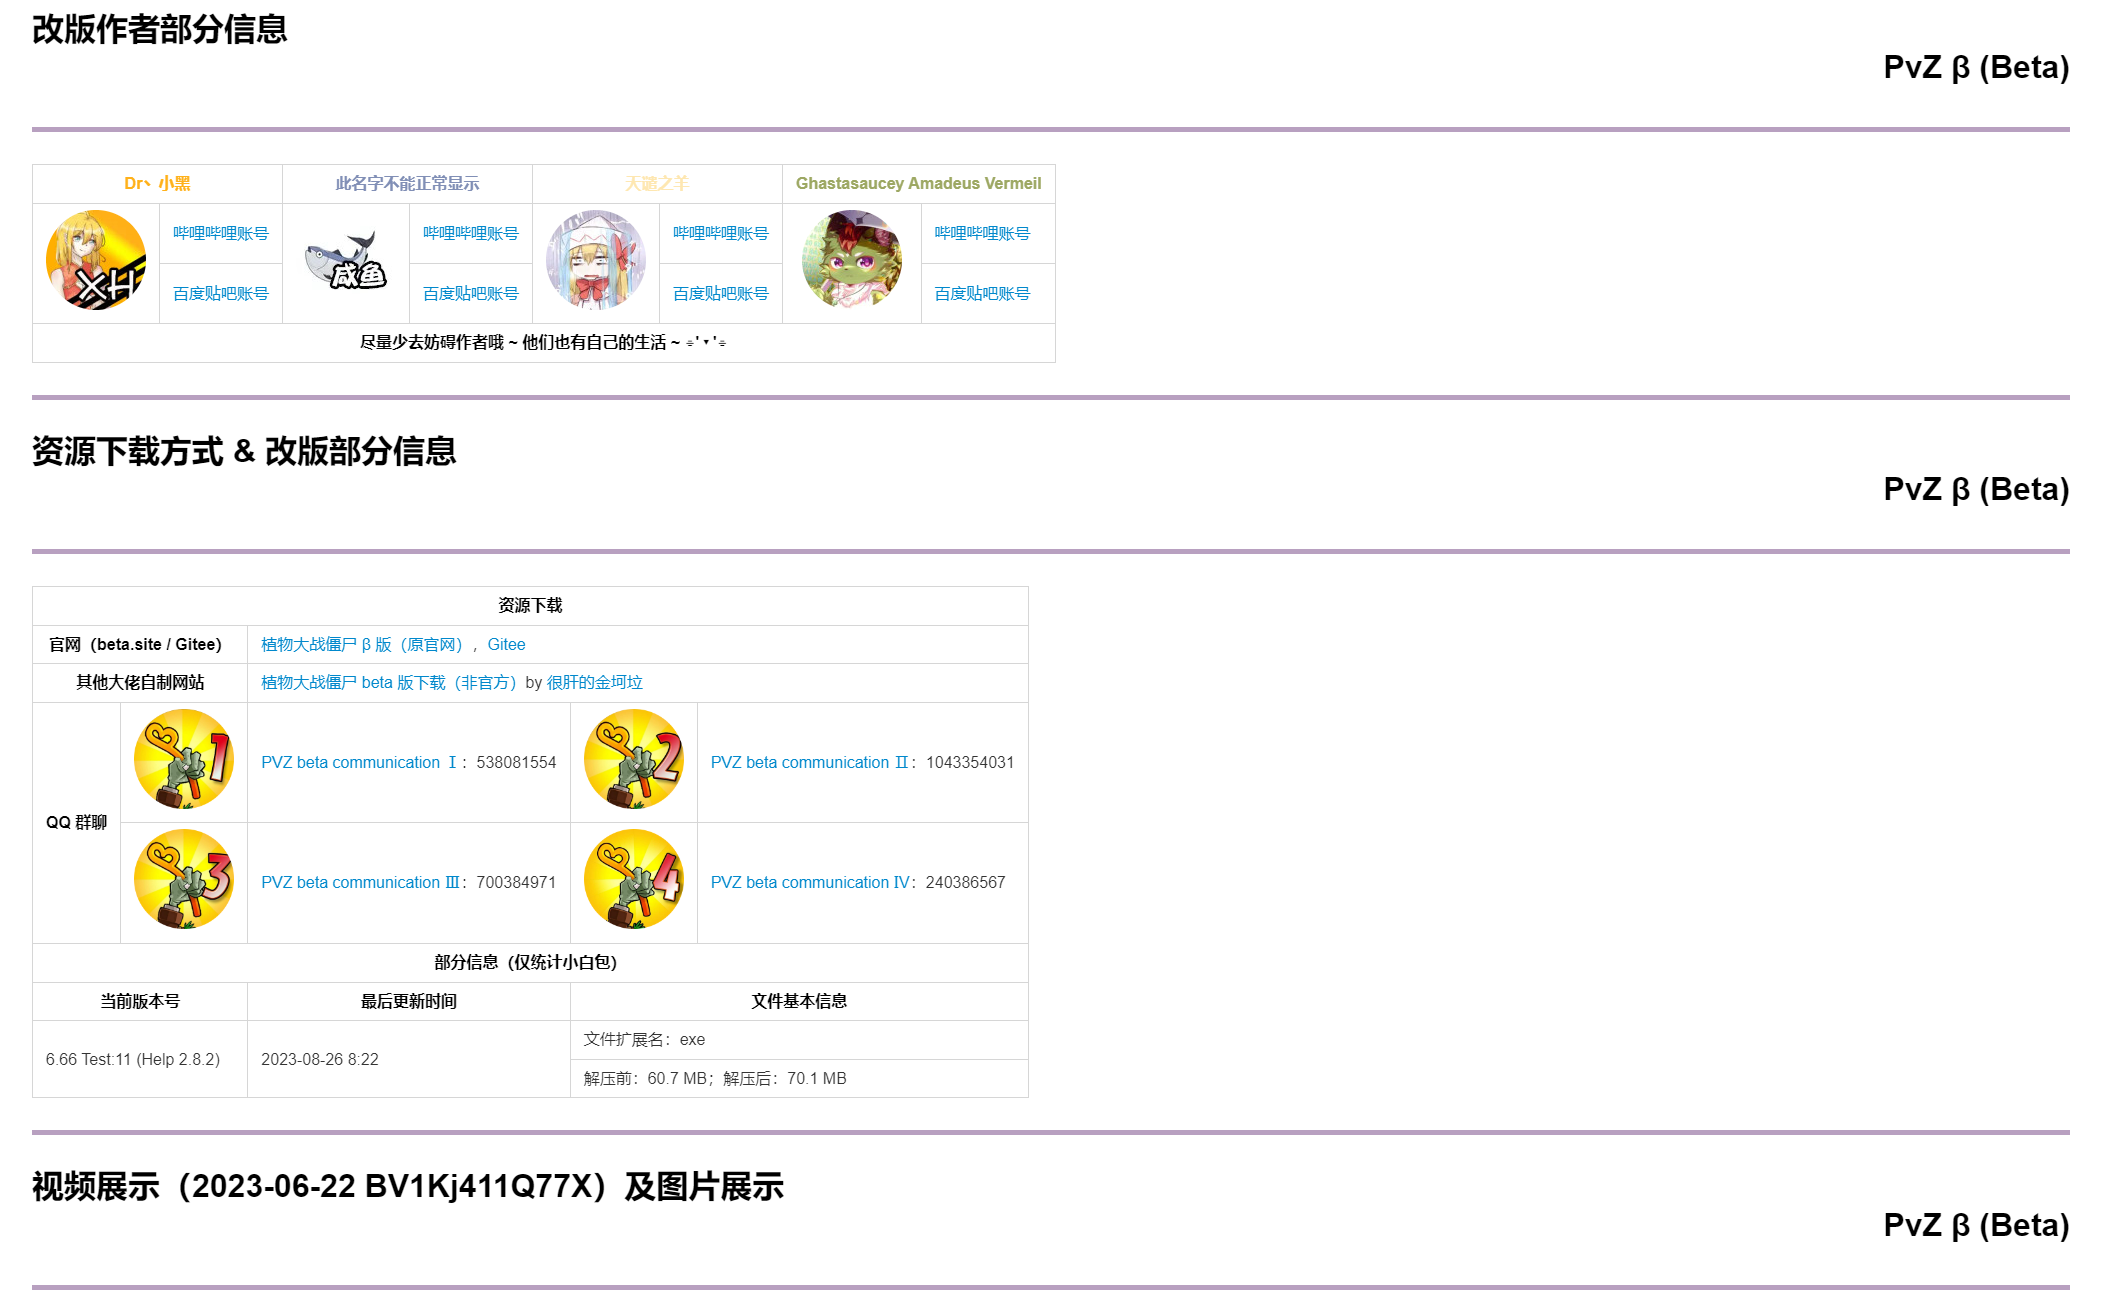 改版作者部分信息
PvZ β (Beta)
Dr丶小黑
此名字不能正常显示
天谴之羊
Ghastasaucey Amadeus Vermeil
XH
哔哩哔哩账号
咸鱼
哔哩哔哩账号
哔哩哔哩账号
哔哩哔哩账号
百度贴吧账号
百度贴吧账号
百度贴吧账号
百度贴吧账号
尽量少去妨碍作者哦 ~ 他们也有自己的生活 ~
资源下载方式 & 改版部分信息
PvZ β (Beta)
资源下载
官网（beta.site / Gitee）
植物大战僵尸 β 版（原官网），Gitee
其他大佬自制网站
植物大战僵尸 beta 版下载（非官方）by 很肝的金坷垃
QQ 群聊
β1
PVZ beta communication Ⅰ：538081554
β2
PVZ beta communication Ⅱ：1043354031
β3
PVZ beta communication Ⅲ：700384971
β4
PVZ beta communication Ⅳ：240386567
部分信息（仅统计小白包）
当前版本号
最后更新时间
文件基本信息
6.66 Test:11 (Help 2.8.2)
2023-08-26 8:22
文件扩展名：exe
解压前：60.7 MB；解压后：70.1 MB
视频展示（2023-06-22 BV1Kj411Q77X）及图片展示
PvZ β (Beta)